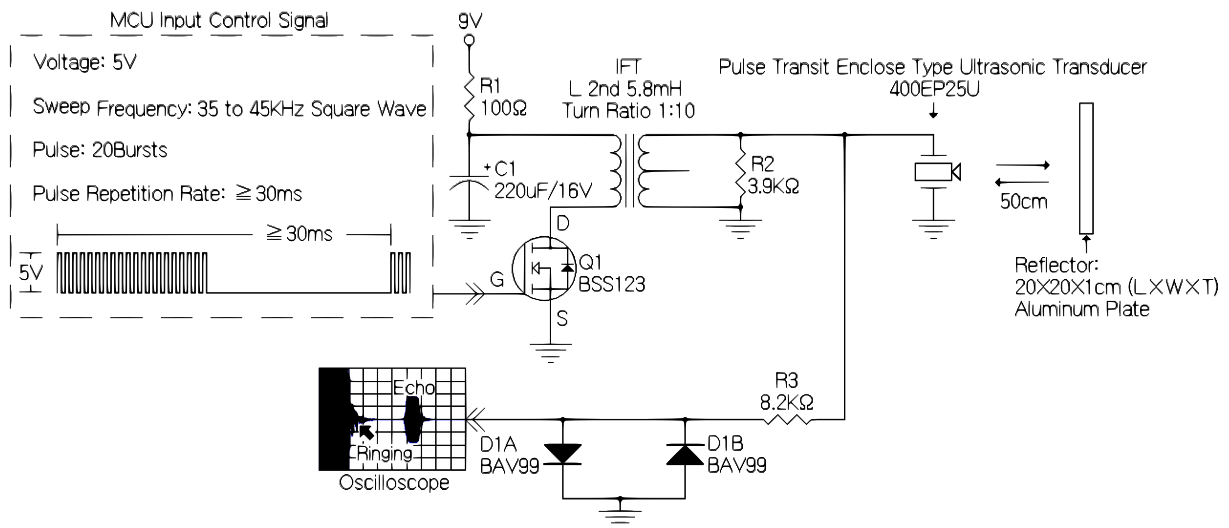 MCU Input Control Signal
Voltage: 5V
Sweep Frequency: 35 to 45KHz Square Wave
Pulse: 20Bursts
Pulse Repetition Rate: ≧30ms
≧30ms
5V
9V
R1
100Ω
+C1
220uF/16V
IFT
L 2nd 5.8mH
Turn Ratio 1:10
D
G
S
Q1
BSS123
R2
3.9KΩ
Pulse Transit Enclose Type Ultrasonic Transducer
400EP25U
50cm
Reflector:
20X20X1cm (LXWXT)
Aluminum Plate
Echo
Ringing
Oscilloscope
D1A
BAV99
D1B
BAV99
R3
8.2KΩ